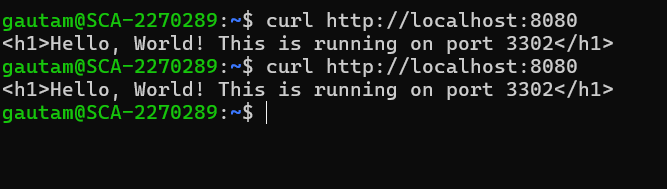 gautam@SCA-2270289:~$ curl http://localhost:8080
<h1>Hello, World! This is running on port 3302</h1>
gautam@SCA-2270289:~$ curl http://localhost:8080
<h1>Hello, World! This is running on port 3302</h1>
gautam@SCA-2270289:~$